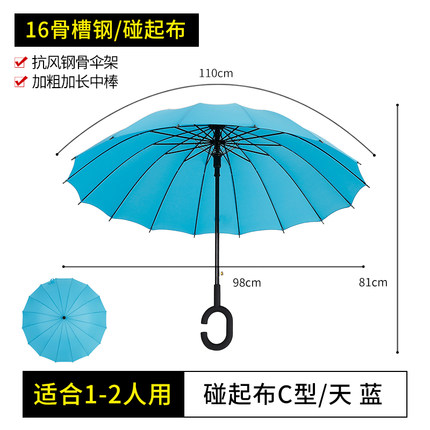 16骨槽钢/碰起布
抗风钢骨伞架
加粗加长中棒
110cm
98cm
81cm
适合1-2人用
碰起布C型/天 蓝